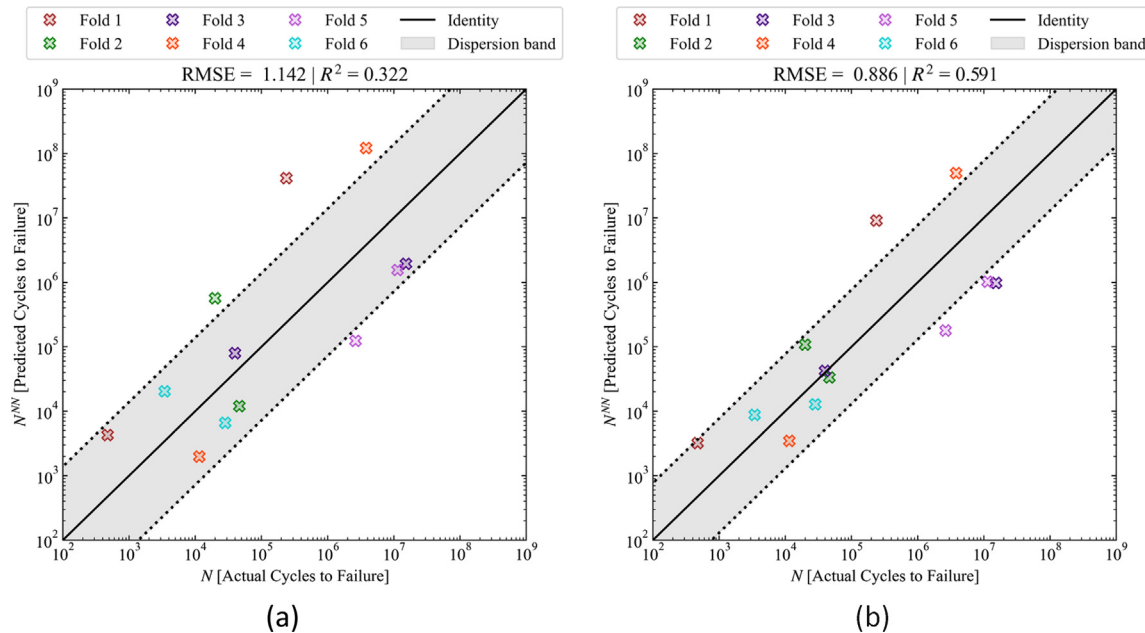 Fold 1 Fold 3 Fold 5 Identity
Fold 2 Fold 4 Fold 6 Dispersion band
RMSE = 1.142 | R² = 0.322
10⁹
10⁸
10⁷
10⁶
10⁵
10⁴
10³
10²
N^NN [Predicted Cycles to Failure]
10² 10³ 10⁴ 10⁵ 10⁶ 10⁷ 10⁸ 10⁹
N [Actual Cycles to Failure]
(a)
Fold 1 Fold 3 Fold 5 Identity
Fold 2 Fold 4 Fold 6 Dispersion band
RMSE = 0.886 | R² = 0.591
10⁹
10⁸
10⁷
10⁶
10⁵
10⁴
10³
10²
N^NN [Predicted Cycles to Failure]
10² 10³ 10⁴ 10⁵ 10⁶ 10⁷ 10⁸ 10⁹
N [Actual Cycles to Failure]
(b)